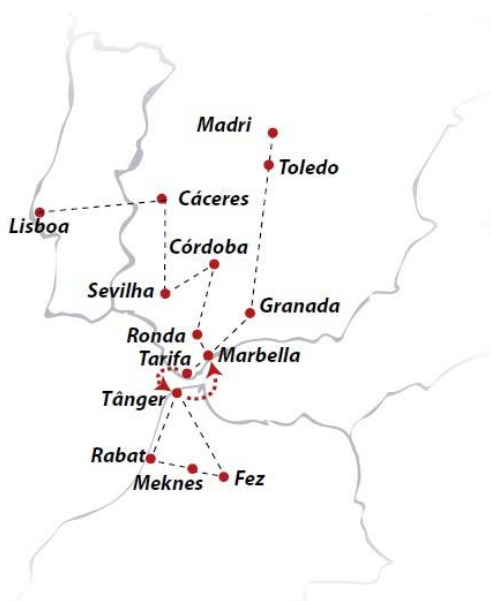 Madri
Toledo
Cáceres
Lisboa
Córdoba
Sevilha
Granada
Ronda
Marbella
Tarifa
Tânger
Rabat
Meknes
Fez